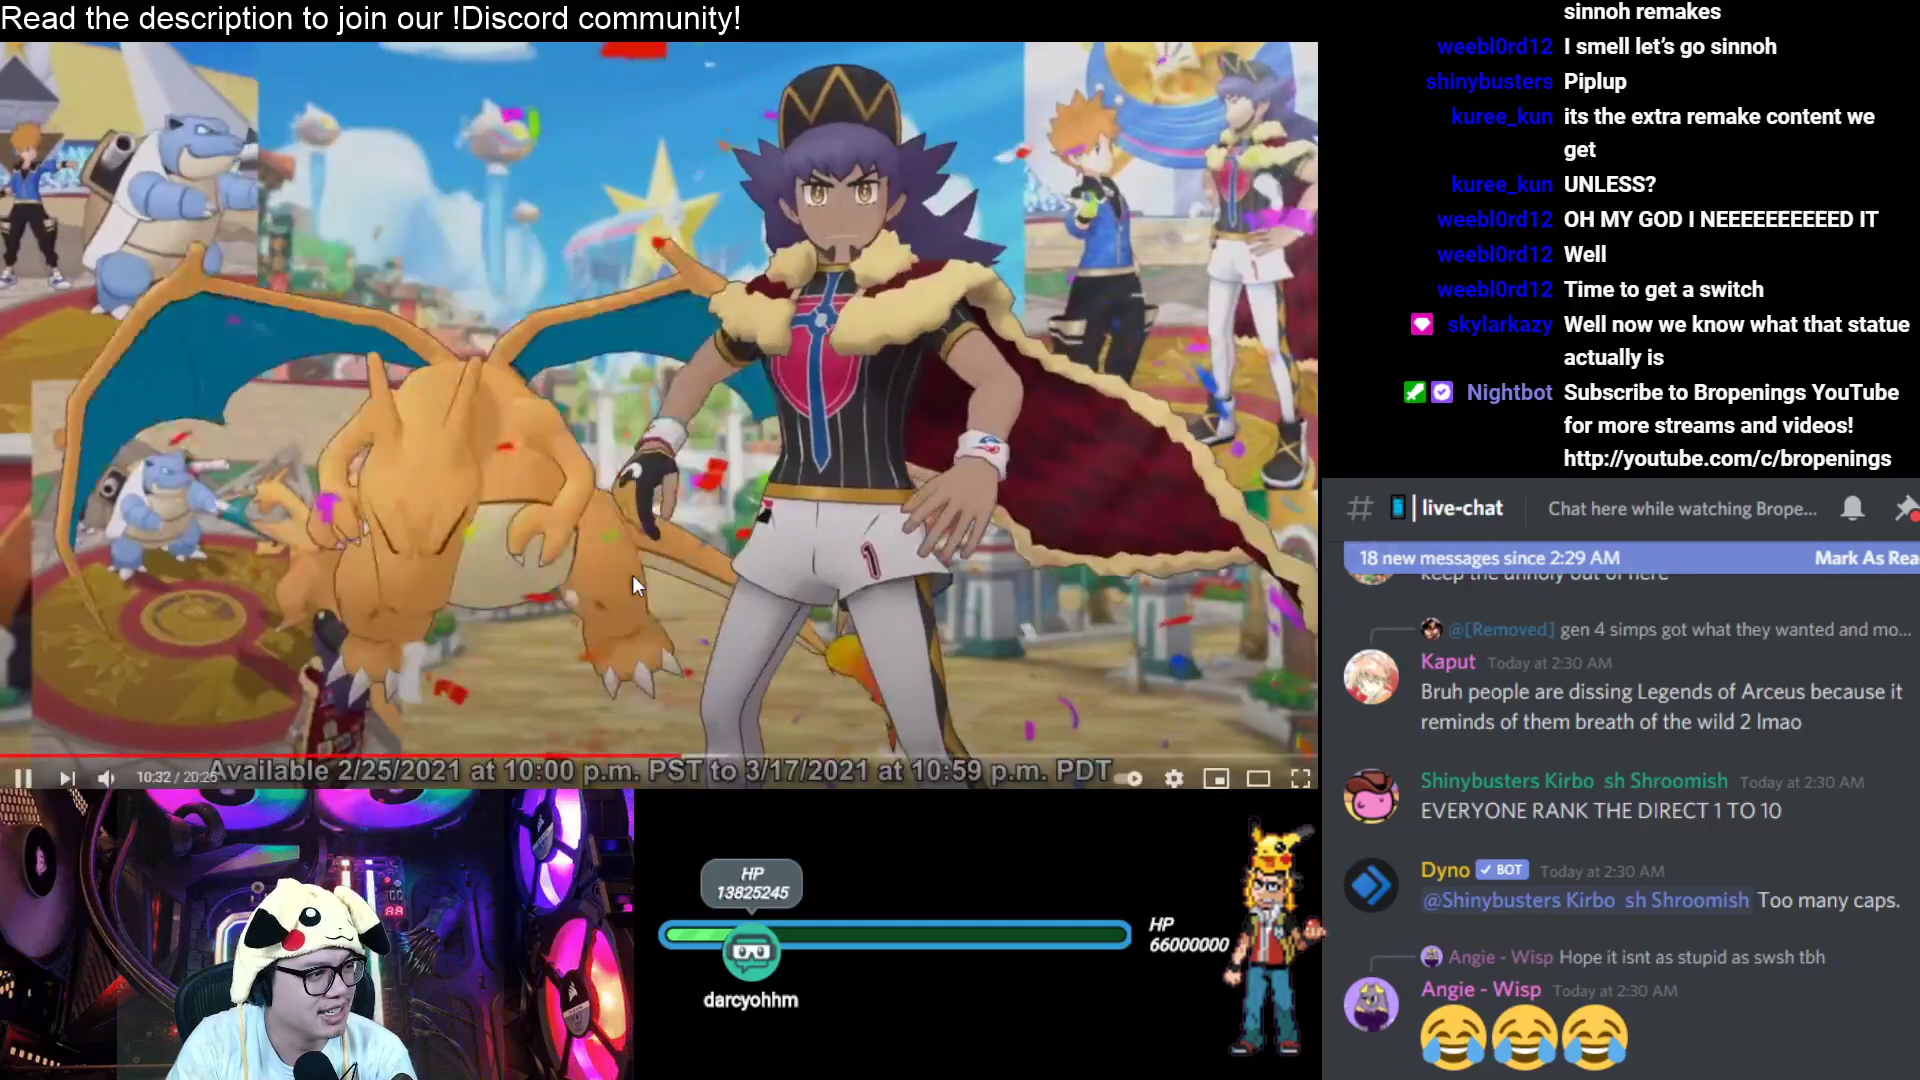 Read the description to join our !Discord community!
sinnoh remakes
weebl0rd12 I smell let’s go sinnoh
shinybusters Piplup
kuree_kun its the extra remake content we
get
kuree_kun UNLESS?
weebl0rd12 OH MY GOD I NEEEEEEEEEED IT
weebl0rd12 Well
weebl0rd12 Time to get a switch
skylarkazy Well now we know what that statue
actually is
Nightbot Subscribe to Bropenings YouTube
for more streams and videos!
http://youtube.com/c/bropenings
1
Available 2/25/2021 at 10:00 p.m. PST to 3/17/2021 at 10:59 p.m. PDT
10:32 / 20:25
# | live-chat Chat here while watching Brope...
18 new messages since 2:29 AM Mark As Rea
keep the unholy out of here
@[Removed] gen 4 simps got what they wanted and mo...
Kaput Today at 2:30 AM
Bruh people are dissing Legends of Arceus because it
reminds of them breath of the wild 2 lmao
Shinybusters Kirbo sh Shroomish Today at 2:30 AM
EVERYONE RANK THE DIRECT 1 TO 10
Dyno BOT Today at 2:30 AM
@Shinybusters Kirbo sh Shroomish Too many caps.
Angie - Wisp Hope it isnt as stupid as swsh tbh
Angie - Wisp Today at 2:30 AM
HP
13825245
HP
66000000
darcyohhm